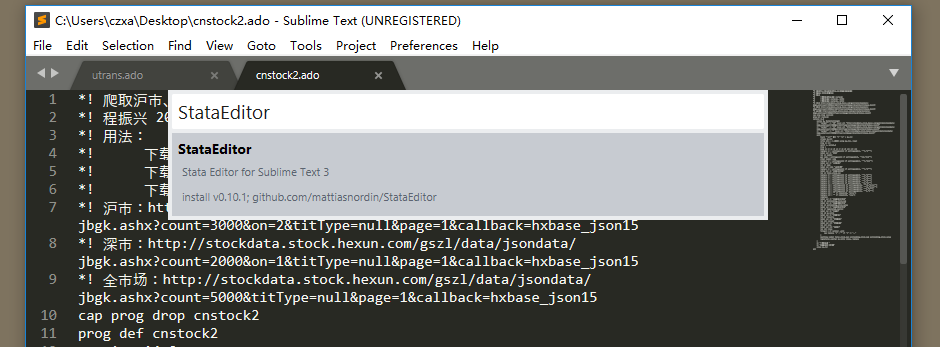 C:\Users\czxa\Desktop\cnstock2.ado - Sublime Text (UNREGISTERED)
File Edit Selection Find View Goto Tools Project Preferences Help
utrans.ado cnstock2.ado
StataEditor
StataEditor
Stata Editor for Sublime Text 3
install v0.10.1; github.com/mattiasnordin/StataEditor
1 *! 爬取沪市、
2 *! 程振兴 20
3 *! 用法：
4 *! 下载
5 *! 下载
6 *! 下载
7 *! 沪市：htt
jbgk.ashx?count=3000&on=2&titType=null&page=1&callback=hxbase_json15
8 *! 深市：http://stockdata.stock.hexun.com/gszl/data/jsondata/
jbgk.ashx?count=2000&on=1&titType=null&page=1&callback=hxbase_json15
9 *! 全市场：http://stockdata.stock.hexun.com/gszl/data/jsondata/
jbgk.ashx?count=5000&titType=null&page=1&callback=hxbase_json15
10 cap prog drop cnstock2
11 prog def cnstock2